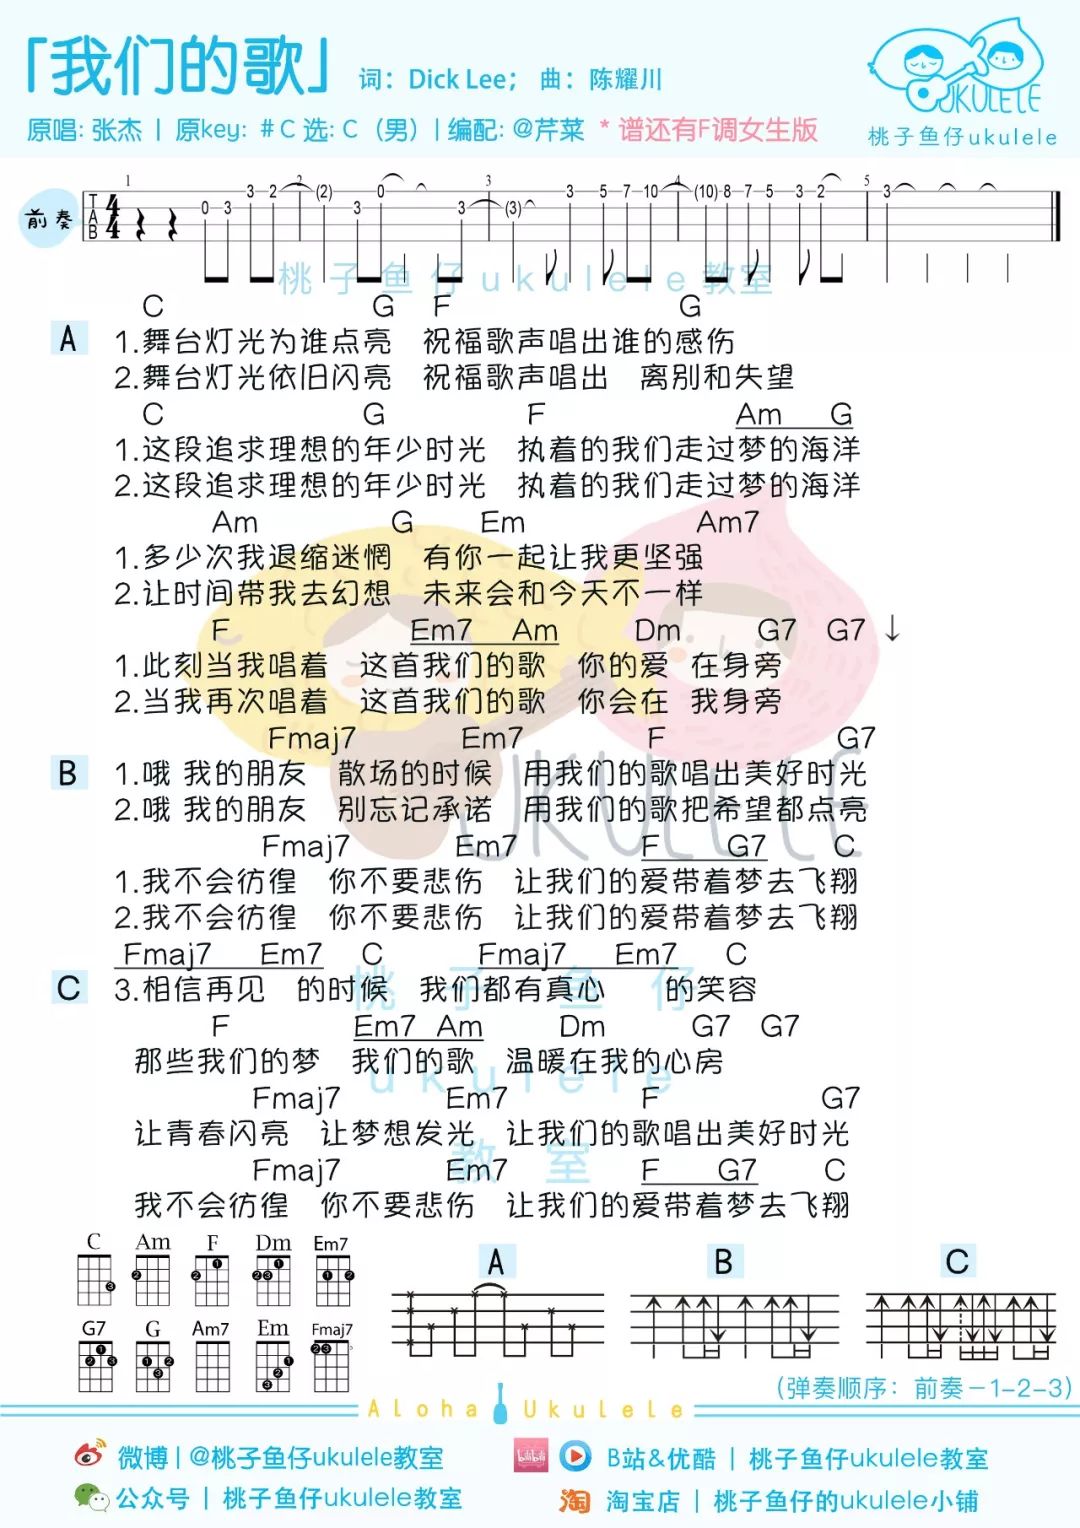 「我们的歌」 词：Dick Lee； 曲：陈耀川
原唱: 张杰 | 原key: #C 选: C （男）| 编配: @芹菜 * 谱还有F调女生版
UKULELE
桃子鱼仔ukulele
1 2 3 4 5
前奏 T A B 4 4 0 3 3 2 (2) 3 0 3 (3) 3 5 7 10 (10) 8 7 5 3 2 3
桃子鱼仔ukulele教室
C G F G
A 1.舞台灯光为谁点亮 祝福歌声唱出谁的感伤
2.舞台灯光依旧闪亮 祝福歌声唱出 离别和失望
C G F Am G
1.这段追求理想的年少时光 执着的我们走过梦的海洋
2.这段追求理想的年少时光 执着的我们走过梦的海洋
Am G Em Am7
1.多少次我退缩迷惘 有你一起让我更坚强
2.让时间带我去幻想 未来会和今天不一样
F Em7 Am Dm G7 G7 ↓
1.此刻当我唱着 这首我们的歌 你的爱 在身旁
2.当我再次唱着 这首我们的歌 你会在 我身旁
Fmaj7 Em7 F G7
B 1.哦 我的朋友 散场的时候 用我们的歌唱出美好时光
2.哦 我的朋友 别忘记承诺 用我们的歌把希望都点亮
UKULELE
Fmaj7 Em7 F G7 C
1.我不会彷徨 你不要悲伤 让我们的爱带着梦去飞翔
2.我不会彷徨 你不要悲伤 让我们的爱带着梦去飞翔
Fmaj7 Em7 C Fmaj7 Em7 C
桃子鱼仔
C 3.相信再见 的时候 我们都有真心 的笑容
F Em7 Am Dm G7 G7
那些我们的梦 我们的歌 温暖在我的心房
ukulele
Fmaj7 Em7 F G7
让青春闪亮 让梦想发光 让我们的歌唱出美好时光
教室
Fmaj7 Em7 F G7 C
我不会彷徨 你不要悲伤 让我们的爱带着梦去飞翔
C Am F Dm Em7
A B C
G7 G Am7 Em Fmaj7
（弹奏顺序：前奏－1-2-3）
Aloha Ukulele
微博 | @桃子鱼仔ukulele教室
B站&优酷 | 桃子鱼仔ukulele教室
公众号 | 桃子鱼仔ukulele教室
淘 淘宝店 | 桃子鱼仔的ukulele小铺